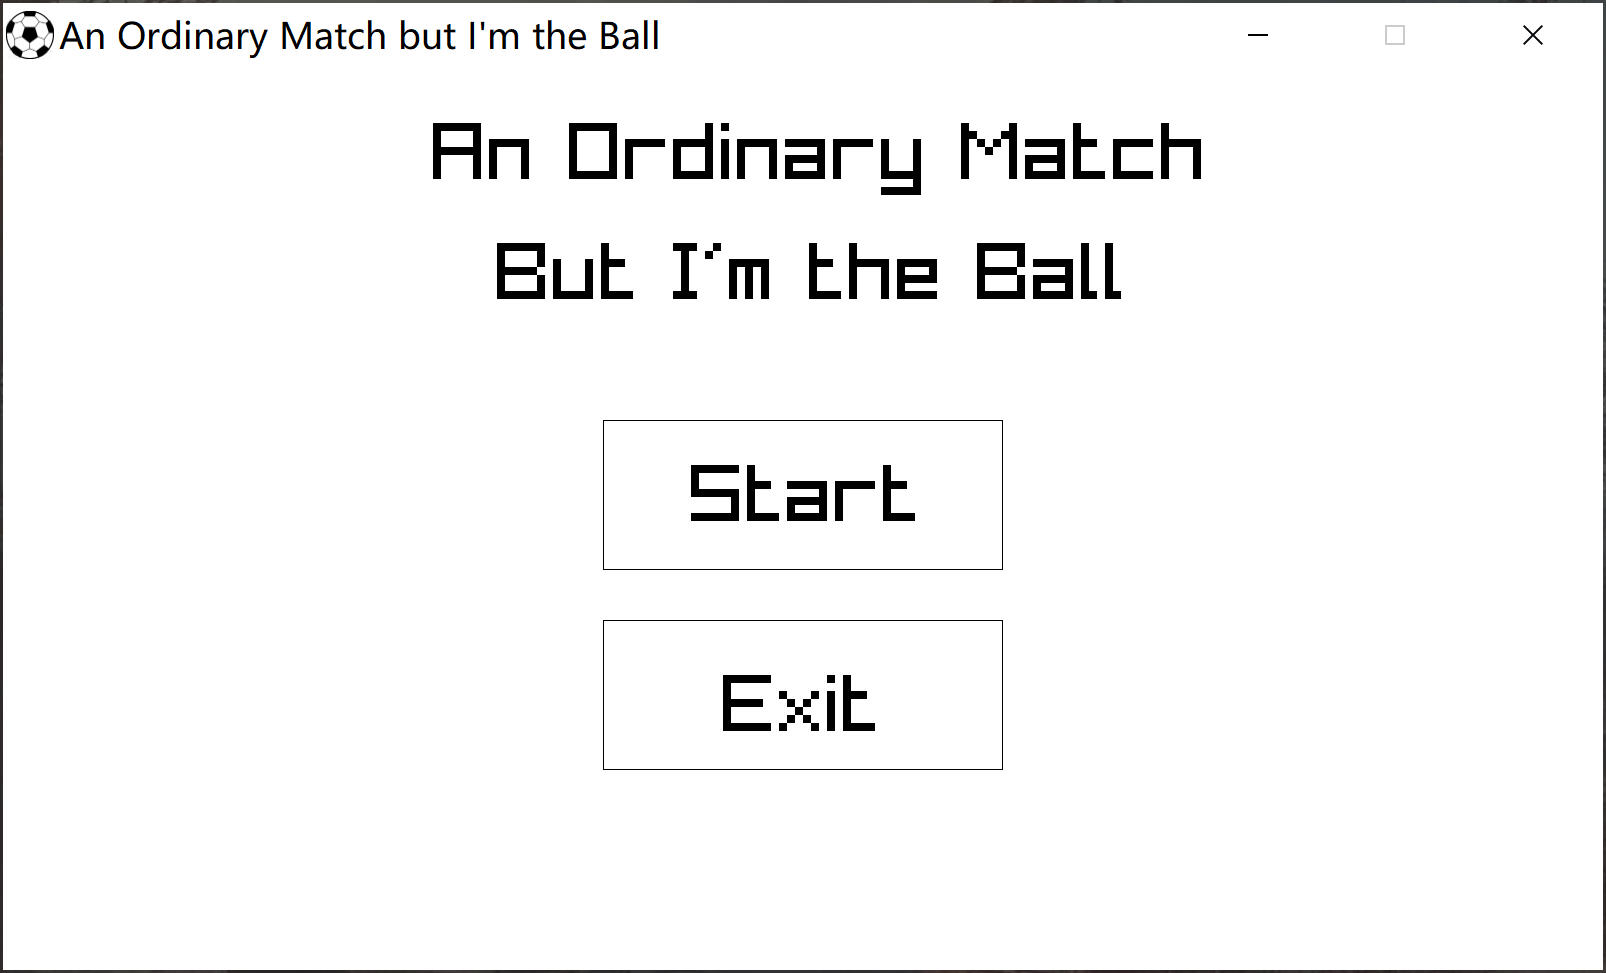 An Ordinary Match but I'm the Ball
An Ordinary Match
But I'm the Ball
Start
Exit